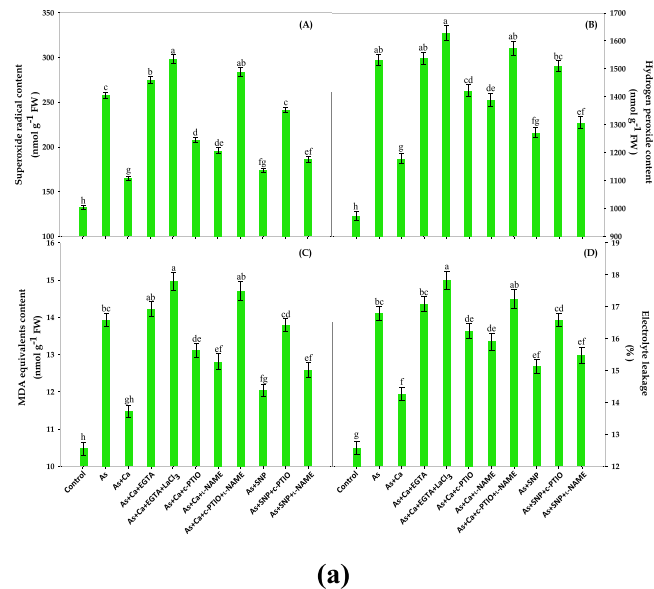 350
300
250
200
150
100
Superoxide radical content
(nmol g-1 FW)
(A)
h
c
g
b
a
d
de
ab
fg
c
ef
1700
1600
1500
1400
1300
1200
1100
1000
900
Hydrogen peroxide content
(nmol g-1 FW)
(B)
h
ab
g
ab
a
cd
de
ab
fg
bc
ef
16
15
14
13
12
11
10
MDA equivalents content
(nmol g-1 FW)
(C)
h
bc
gh
ab
a
de
ef
ab
fg
cd
ef
19
18
17
16
15
14
13
12
Electrolyte leakage
(%)
(D)
g
bc
f
bc
a
de
de
ab
ef
cd
ef
Control
As
As+Ca
As+Ca+EGTA
As+Ca+EGTA+LaCl3
As+Ca+c-PTIO
As+Ca+L-NAME
As+Ca+c-PTIO+L-NAME
As+SNP
As+SNP+c-PTIO
As+SNP+L-NAME
Control
As
As+Ca
As+Ca+EGTA
As+Ca+EGTA+LaCl3
As+Ca+c-PTIO
As+Ca+L-NAME
As+Ca+c-PTIO+L-NAME
As+SNP
As+SNP+c-PTIO
As+SNP+L-NAME
(a)